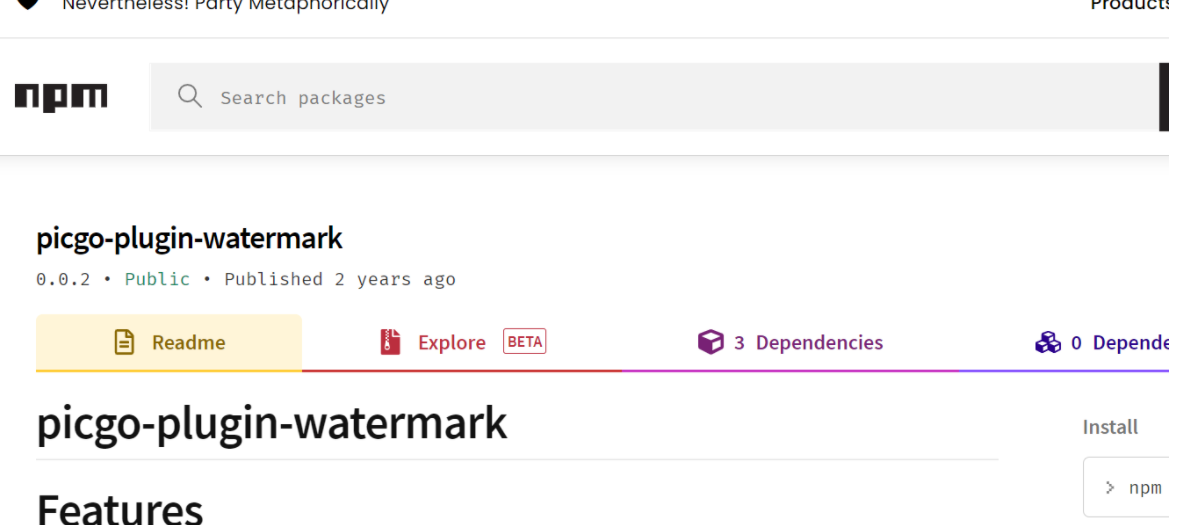 Nevertheless! Party Metaphorically
Products
npm
Search packages
picgo-plugin-watermark
0.0.2 • Public • Published 2 years ago
Readme
Explore BETA
3 Dependencies
0 Depende
picgo-plugin-watermark
Install
> npm
Features